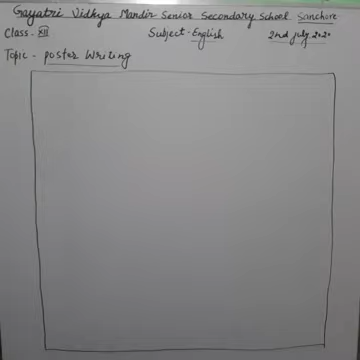 Gayatri Vidhya Mandir Senior Secondary School Sanchore
Class - XII Subject - English 2nd July 2020
Topic - Poster Writing